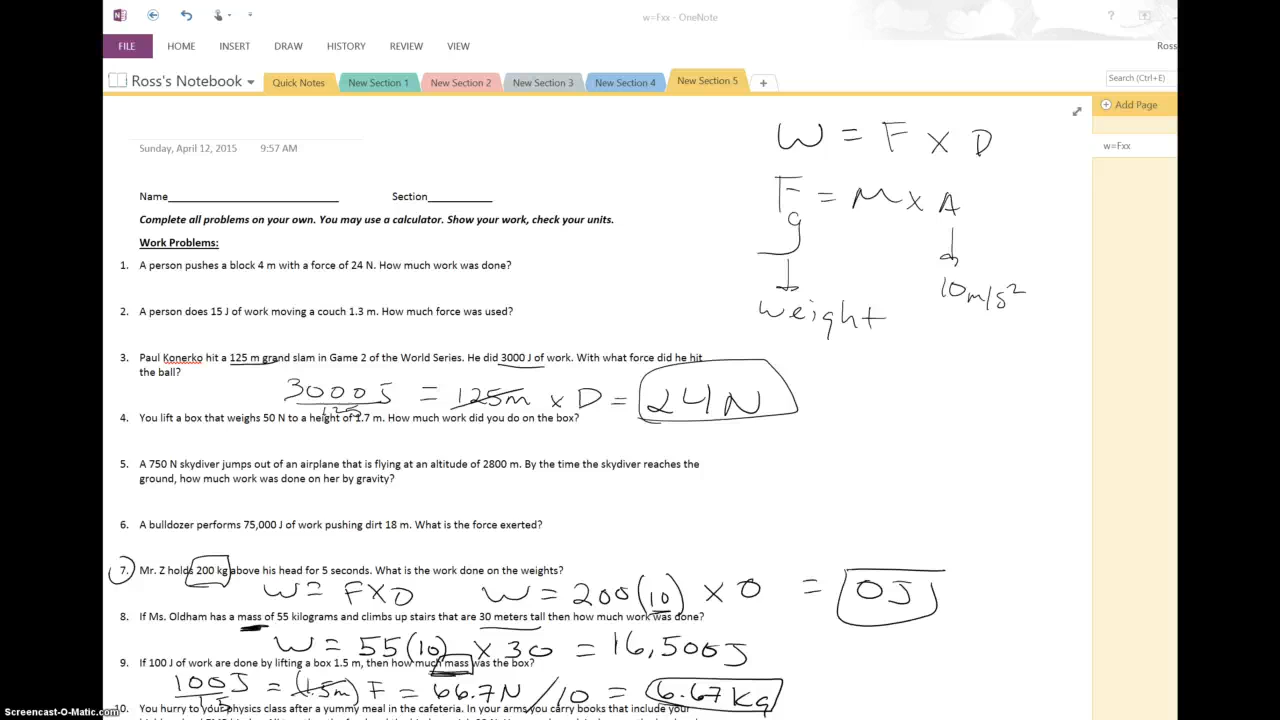 w=Fxx - OneNote
?
FILE HOME INSERT DRAW HISTORY REVIEW VIEW
Ross
Ross's Notebook Quick Notes New Section 1 New Section 2 New Section 3 New Section 4 New Section 5 +
Search (Ctrl+E)
Add Page
w=Fxx
Sunday, April 12, 2015 9:57 AM
W = F x D
Fg = M x A
10 m/s²
weight
Name Section
Complete all problems on your own. You may use a calculator. Show your work, check your units.
Work Problems:
1. A person pushes a block 4 m with a force of 24 N. How much work was done?
2. A person does 15 J of work moving a couch 1.3 m. How much force was used?
3. Paul Konerko hit a 125 m grand slam in Game 2 of the World Series. He did 3000 J of work. With what force did he hit
the ball?
3000J = 125m x D = 24N
125
4. You lift a box that weighs 50 N to a height of 1.7 m. How much work did you do on the box?
5. A 750 N skydiver jumps out of an airplane that is flying at an altitude of 2800 m. By the time the skydiver reaches the
ground, how much work was done on her by gravity?
6. A bulldozer performs 75,000 J of work pushing dirt 18 m. What is the force exerted?
7. Mr. Z holds 200 kg above his head for 5 seconds. What is the work done on the weights?
W = FXD W = 200(10) x 0 = 0J
8. If Ms. Oldham has a mass of 55 kilograms and climbs up stairs that are 30 meters tall then how much work was done?
W = 55(10) x 30 = 16,500J
9. If 100 J of work are done by lifting a box 1.5 m, then how much mass was the box?
100J = (1.5m) F = 66.7N / 10 = 6.67 kg
1.5
10. You hurry to your physics class after a yummy meal in the cafeteria. In your arms you carry books that include your
Screencast-O-Matic.com